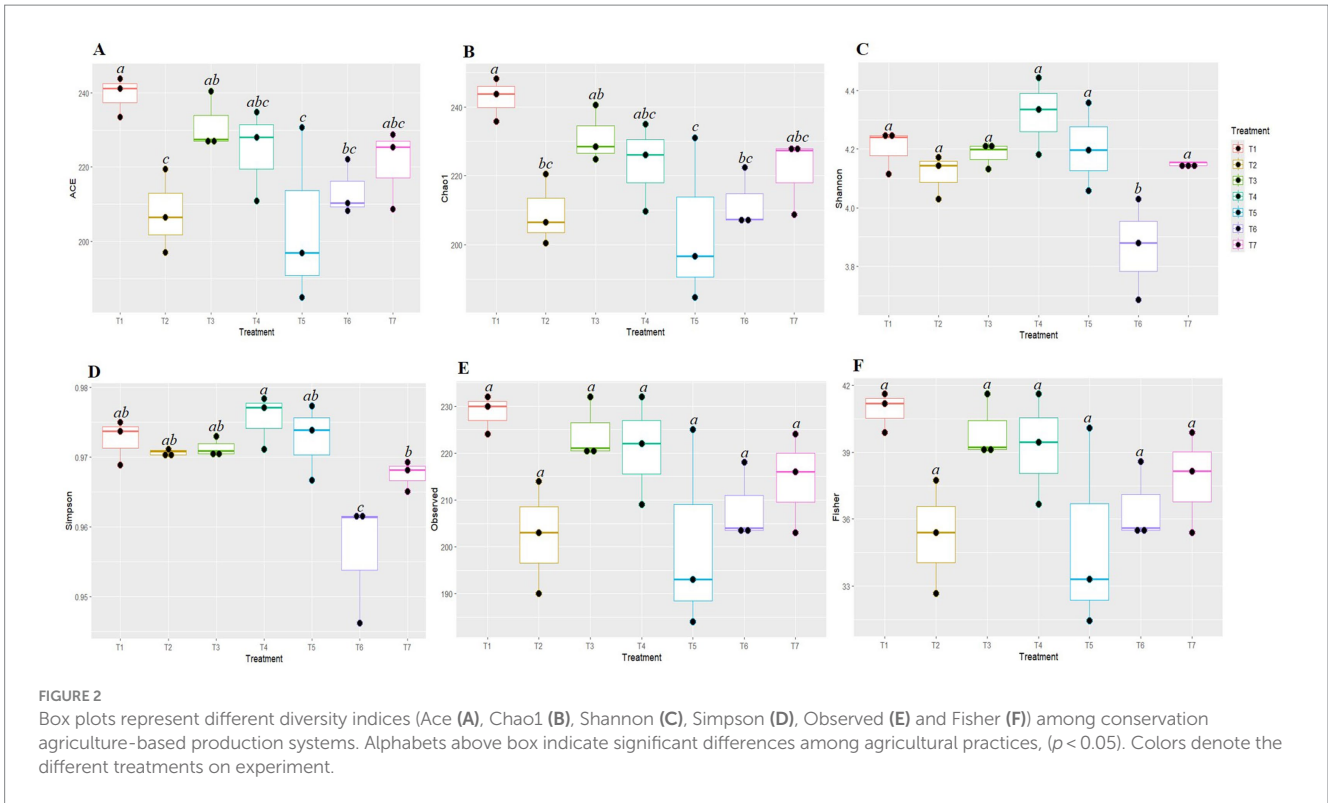 A
a
ab
abc
c
c
bc
abc
240
220
200
ACE
T1 T2 T3 T4 T5 T6 T7
Treatment
B
a
ab
abc
c
bc
bc
abc
240
220
200
Chao1
T1 T2 T3 T4 T5 T6 T7
Treatment
C
a
a
a
a
a
b
a
4.4
4.2
4.0
3.8
Shannon
T1 T2 T3 T4 T5 T6 T7
Treatment
Treatment
T1
T2
T3
T4
T5
T6
T7
D
ab
ab
ab
a
ab
c
b
0.98
0.97
0.96
0.95
Simpson
T1 T2 T3 T4 T5 T6 T7
Treatment
E
a
a
a
a
a
a
a
230
220
210
200
190
Observed
T1 T2 T3 T4 T5 T6 T7
Treatment
F
a
a
a
a
a
a
a
42
39
36
33
Fisher
T1 T2 T3 T4 T5 T6 T7
Treatment
FIGURE 2
Box plots represent different diversity indices (Ace (A), Chao1 (B), Shannon (C), Simpson (D), Observed (E) and Fisher (F)) among conservation
agriculture-based production systems. Alphabets above box indicate significant differences among agricultural practices, (p < 0.05). Colors denote the
different treatments on experiment.